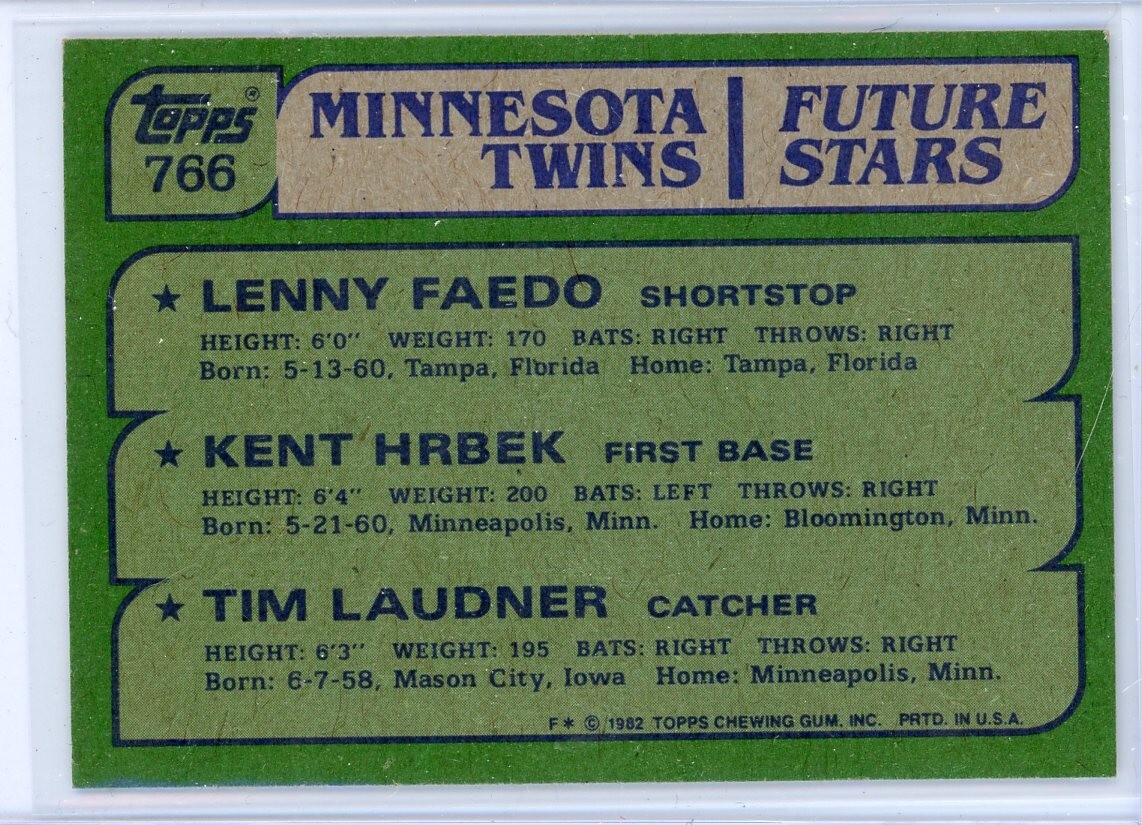 topps®
766
MINNESOTA
TWINS
FUTURE
STARS
★ LENNY FAEDO SHORTSTOP
HEIGHT: 6'0" WEIGHT: 170 BATS: RIGHT THROWS: RIGHT
Born: 5-13-60, Tampa, Florida Home: Tampa, Florida
★ KENT HRBEK FIRST BASE
HEIGHT: 6'4" WEIGHT: 200 BATS: LEFT THROWS: RIGHT
Born: 5-21-60, Minneapolis, Minn. Home: Bloomington, Minn.
★ TIM LAUDNER CATCHER
HEIGHT: 6'3" WEIGHT: 195 BATS: RIGHT THROWS: RIGHT
Born: 6-7-58, Mason City, Iowa Home: Minneapolis, Minn.
F* © 1982 TOPPS CHEWING GUM, INC. PRTD. IN U.S.A.